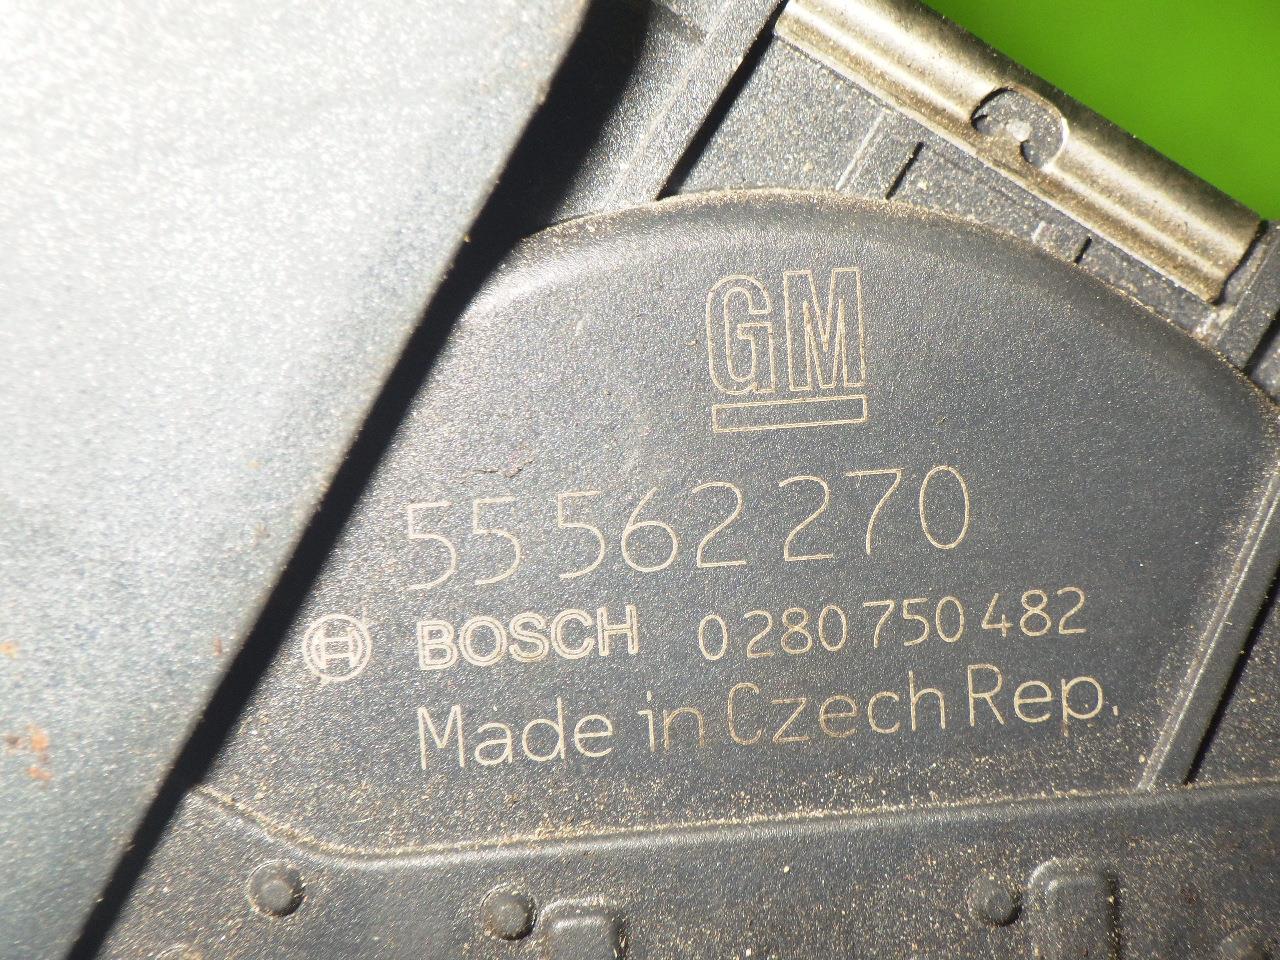 GM
55 562 270
BOSCH 0 280 750 482
Made in Czech Rep.